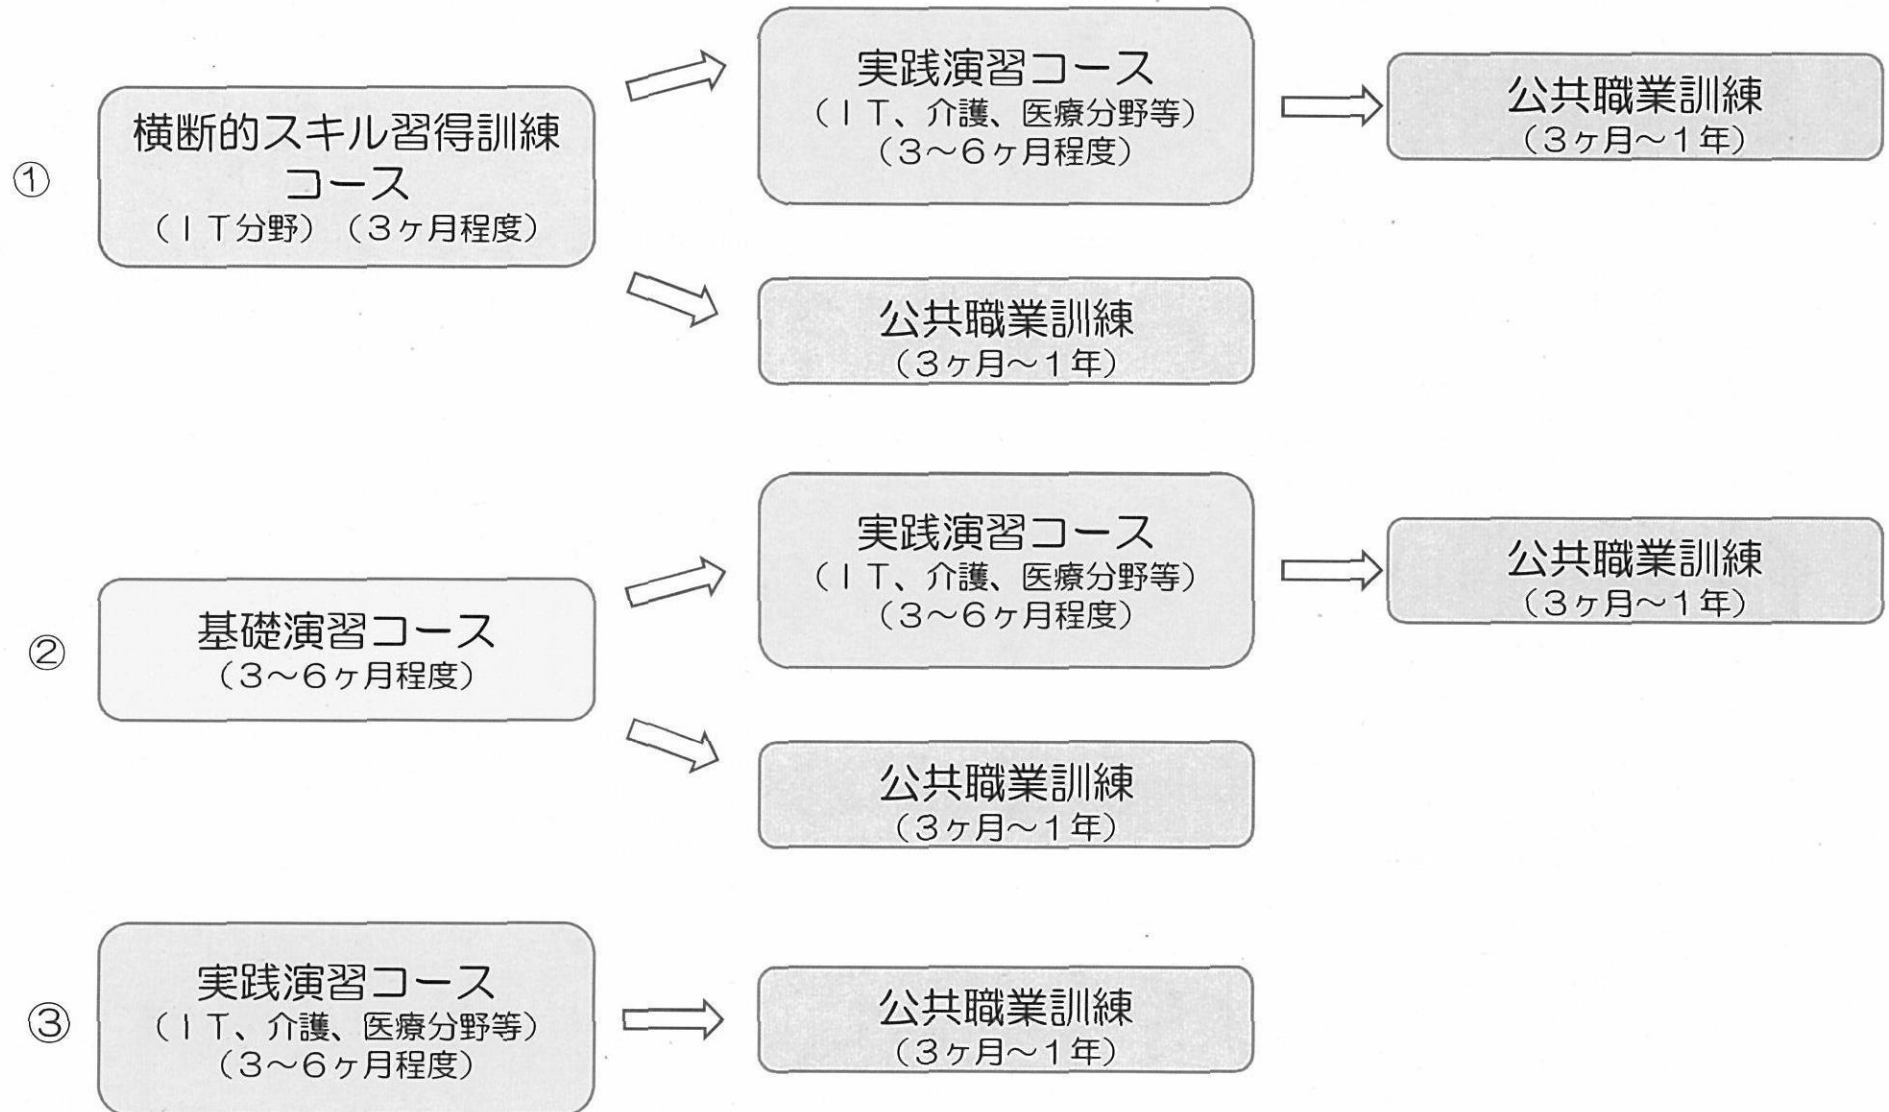 ①
横断的スキル習得訓練
コース
（ＩＴ分野）（３ヶ月程度）
実践演習コース
（ＩＴ、介護、医療分野等）
（３～６ヶ月程度）
公共職業訓練
（３ヶ月～１年）
公共職業訓練
（３ヶ月～１年）
②
基礎演習コース
（３～６ヶ月程度）
実践演習コース
（ＩＴ、介護、医療分野等）
（３～６ヶ月程度）
公共職業訓練
（３ヶ月～１年）
公共職業訓練
（３ヶ月～１年）
③
実践演習コース
（ＩＴ、介護、医療分野等）
（３～６ヶ月程度）
公共職業訓練
（３ヶ月～１年）